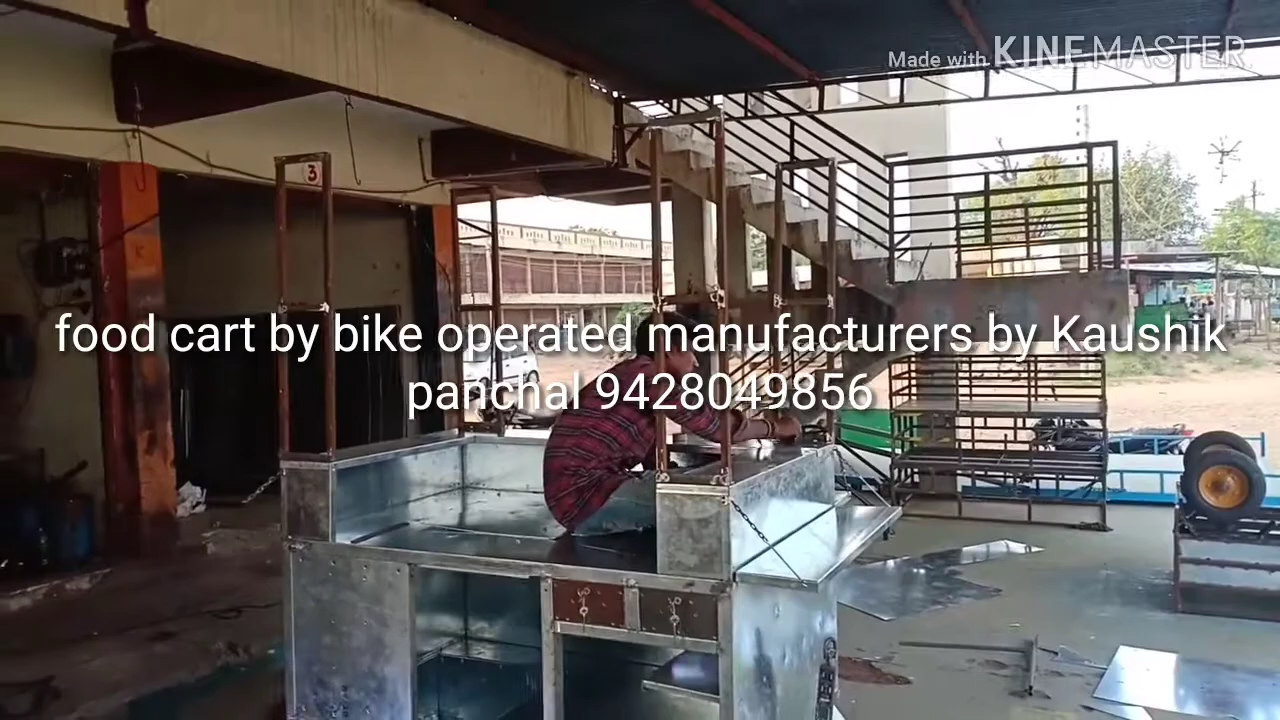 Made with KINEMASTER
3
food cart by bike operated manufacturers by Kaushik
panchal 9428049856